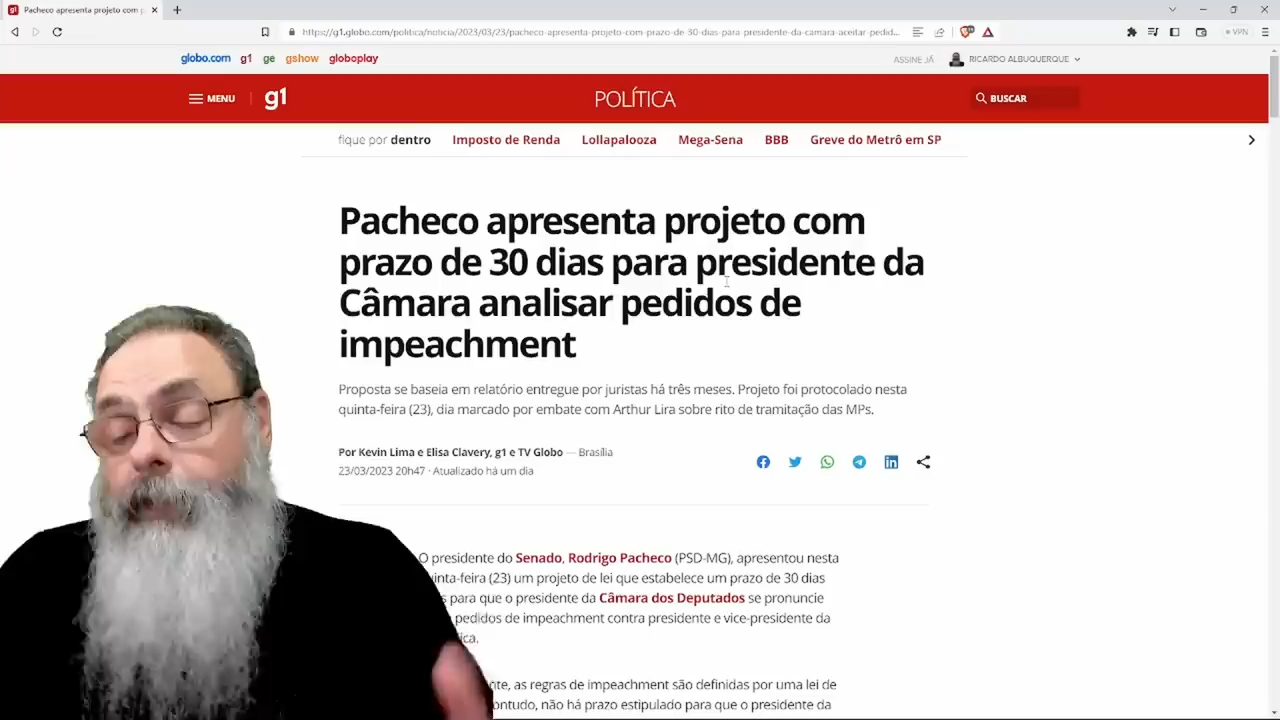 g1 Pacheco apresenta projeto com p
https://g1.globo.com/politica/noticia/2023/03/23/pacheco-apresenta-projeto-com-prazo-de-30-dias-para-presidente-da-camara-aceitar-pedid...
VPN
globo.com g1 ge gshow globoplay
ASSINE JÁ RICARDO ALBUQUERQUE
MENU g1 POLÍTICA BUSCAR
fique por dentro Imposto de Renda Lollapalooza Mega-Sena BBB Greve do Metrô em SP
Pacheco apresenta projeto com
prazo de 30 dias para presidente da
Câmara analisar pedidos de
impeachment
Proposta se baseia em relatório entregue por juristas há três meses. Projeto foi protocolado nesta
quinta-feira (23), dia marcado por embate com Arthur Lira sobre rito de tramitação das MPs.
Por Kevin Lima e Elisa Clavery, g1 e TV Globo — Brasília
23/03/2023 20h47 · Atualizado há um dia
O presidente do Senado, Rodrigo Pacheco (PSD-MG), apresentou nesta
inta-feira (23) um projeto de lei que estabelece um prazo de 30 dias
s para que o presidente da Câmara dos Deputados se pronuncie
pedidos de impeachment contra presidente e vice-presidente da
ica.
nte, as regras de impeachment são definidas por uma lei de
ontudo, não há prazo estipulado para que o presidente da